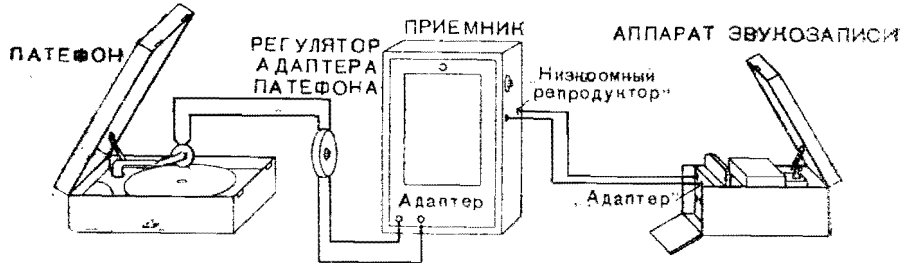 ПАТЕФОН
РЕГУЛЯТОР
АДАПТЕРА
ПАТЕФОНА
ПРИЕМНИК
„Низкоомный
репродуктор"
АППАРАТ ЗВУКОЗАПИСИ
Адаптер
„Адаптер"